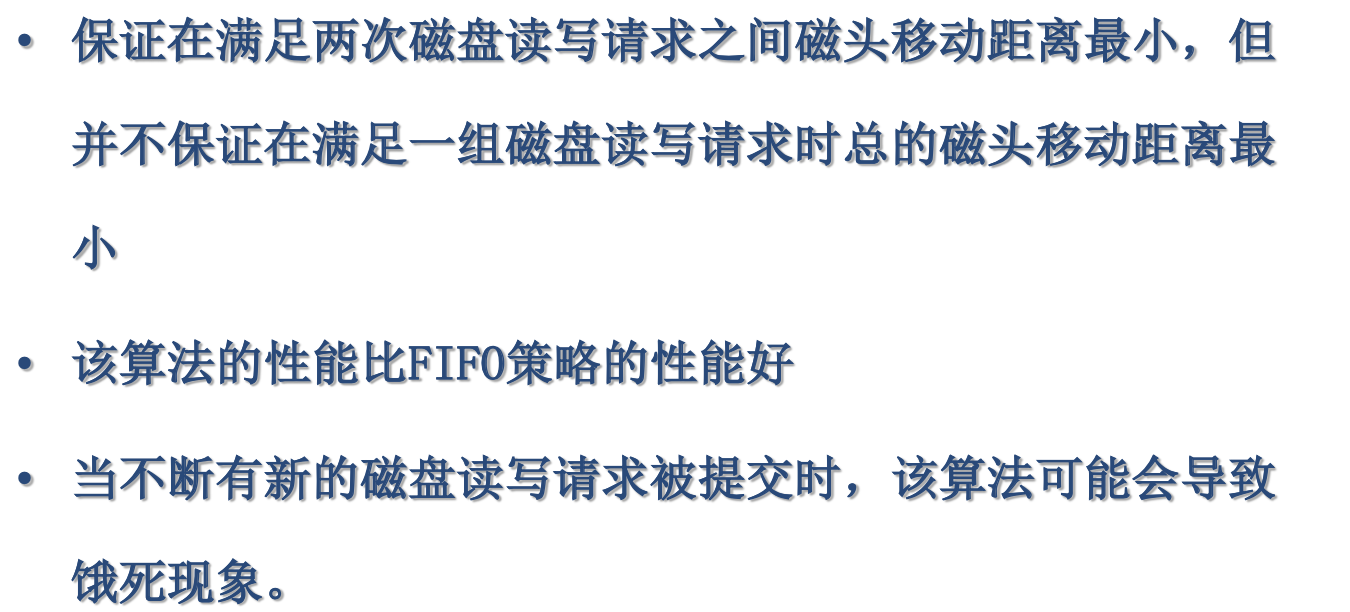 • 保证在满足两次磁盘读写请求之间磁头移动距离最小，但
并不保证在满足一组磁盘读写请求时总的磁头移动距离最
小
• 该算法的性能比FIFO策略的性能好
• 当不断有新的磁盘读写请求被提交时，该算法可能会导致
饿死现象。